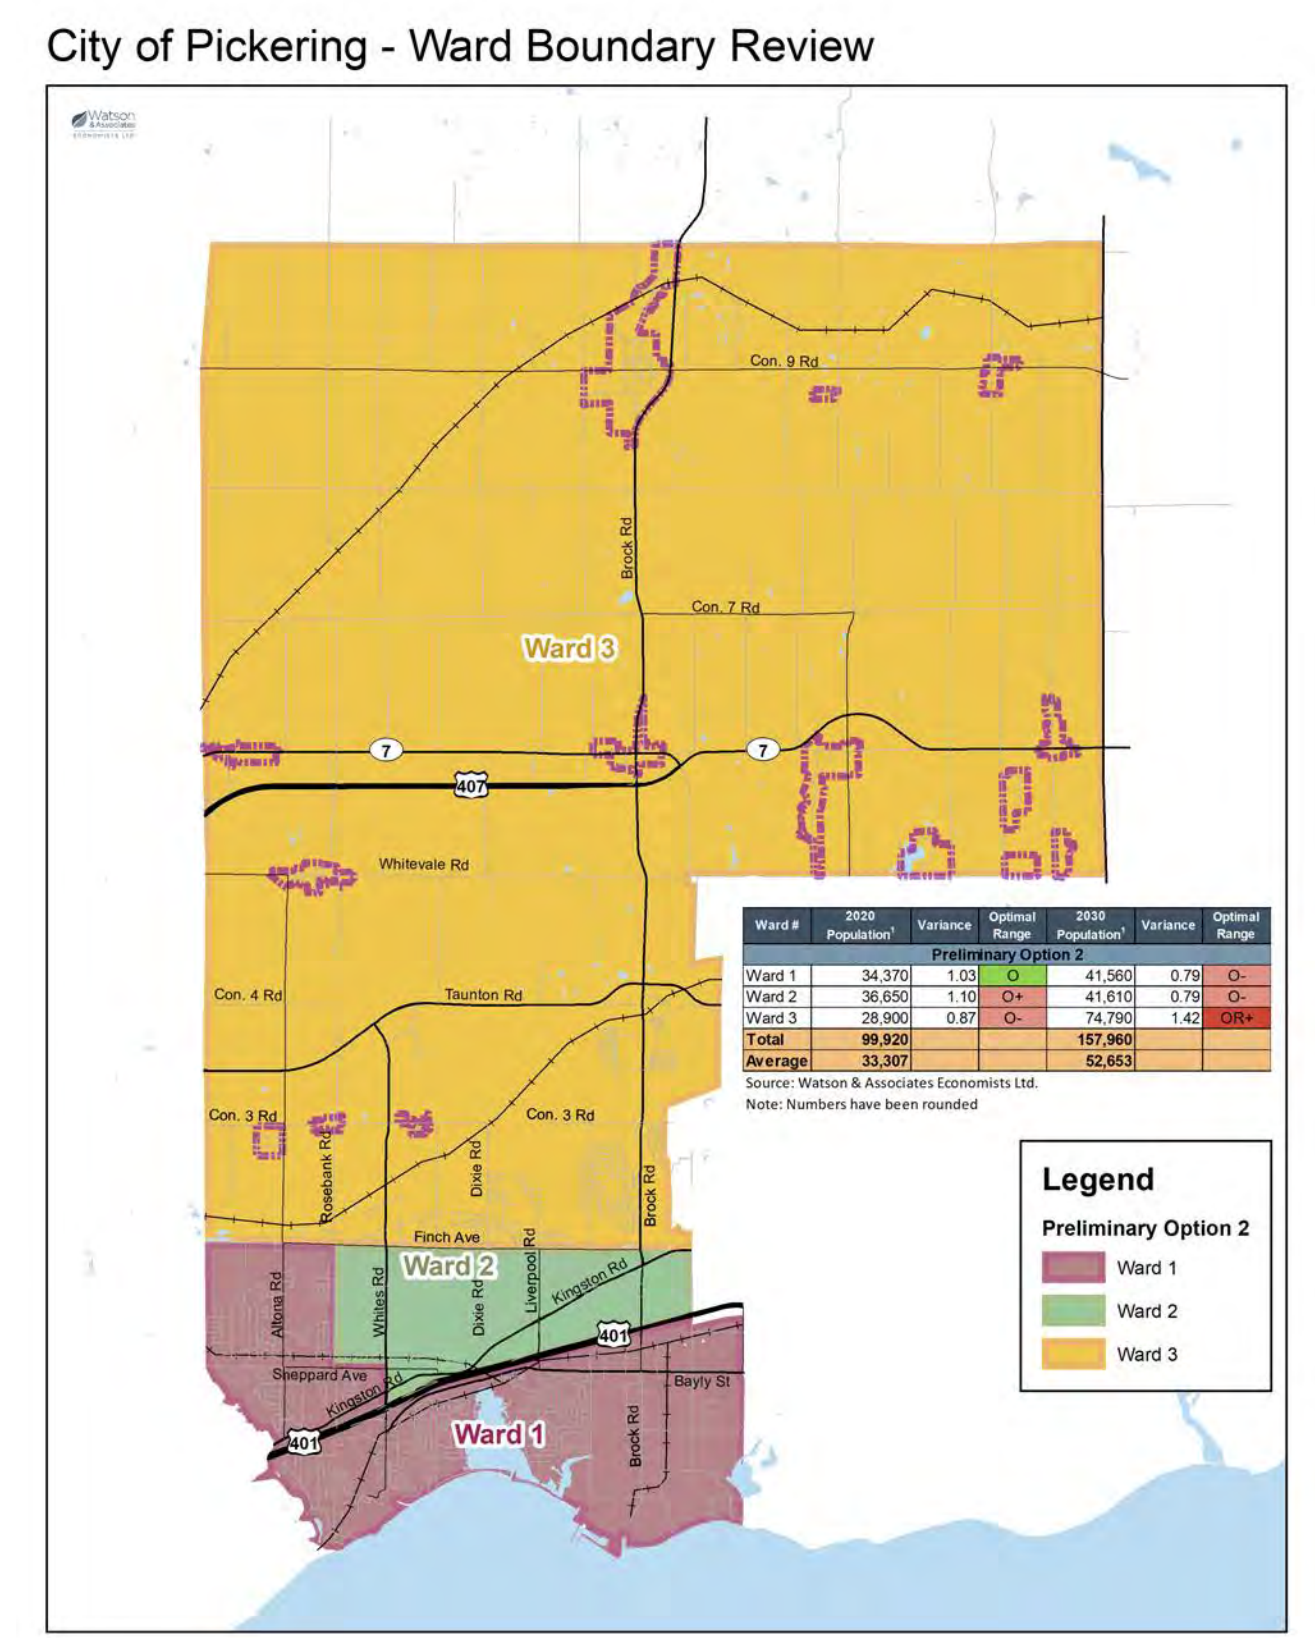 City of Pickering - Ward Boundary Review
Watson
& Associates
ECONOMISTS LTD.
Con. 9 Rd
Brock Rd
Con. 7 Rd
Ward 3
7
7
407
Whitevale Rd
Ward # 2020 Population¹ Variance Optimal Range 2030 Population¹ Variance Optimal Range
Preliminary Option 2
Ward 1 34,370 1.03 O 41,560 0.79 O-
Ward 2 36,650 1.10 O+ 41,610 0.79 O-
Ward 3 28,900 0.87 O- 74,790 1.42 OR+
Total 99,920 157,960
Average 33,307 52,653
Source: Watson & Associates Economists Ltd.
Note: Numbers have been rounded
Con. 4 Rd
Taunton Rd
Con. 3 Rd
Con. 3 Rd
Rosebank Rd
Dixie Rd
Brock Rd
Finch Ave
Ward 2
Altona Rd
Whites Rd
Dixie Rd
Liverpool Rd
Kingston Rd
401
Sheppard Ave
Kingston Rd
Bayly St
401
Ward 1
Brock Rd
Legend
Preliminary Option 2
Ward 1
Ward 2
Ward 3